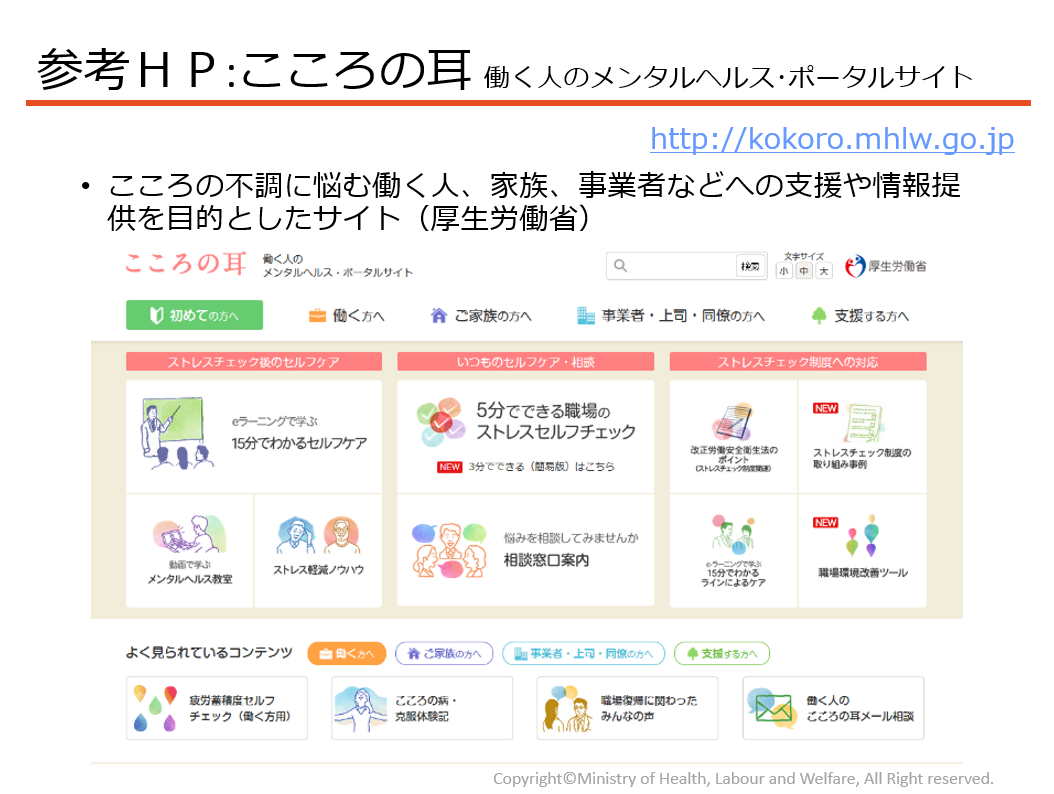 参考ＨＰ:こころの耳 働く人のメンタルヘルス･ポータルサイト
http://kokoro.mhlw.go.jp
• こころの不調に悩む働く人、家族、事業者などへの支援や情報提
供を目的としたサイト（厚生労働省）
こころの耳
働く人の
メンタルヘルス・ポータルサイト
検索
文字サイズ
小 中 大
厚生労働省
初めての方へ
働く方へ
ご家族の方へ
事業者・上司・同僚の方へ
支援する方へ
ストレスチェック後のセルフケア
いつものセルフケア・相談
ストレスチェック制度への対応
eラーニングで学ぶ
15分でわかるセルフケア
5分でできる職場の
ストレスセルフチェック
NEW 3分でできる（簡易版）はこちら
改正労働安全衛生法の
ポイント
（ストレスチェック制度関連）
NEW
ストレスチェック制度の
取り組み事例
動画で学ぶ
メンタルヘルス教室
ストレス軽減ノウハウ
悩みを相談してみませんか
相談窓口案内
eラーニングで学ぶ
15分でわかる
ラインによるケア
NEW
職場環境改善ツール
よく見られているコンテンツ
働く方へ
ご家族の方へ
事業者・上司・同僚の方へ
支援する方へ
疲労蓄積度セルフ
チェック（働く方用）
こころの病・
克服体験記
職場復帰に関わった
みんなの声
働く人の
こころの耳メール相談
Copyright©Ministry of Health, Labour and Welfare, All Right reserved.